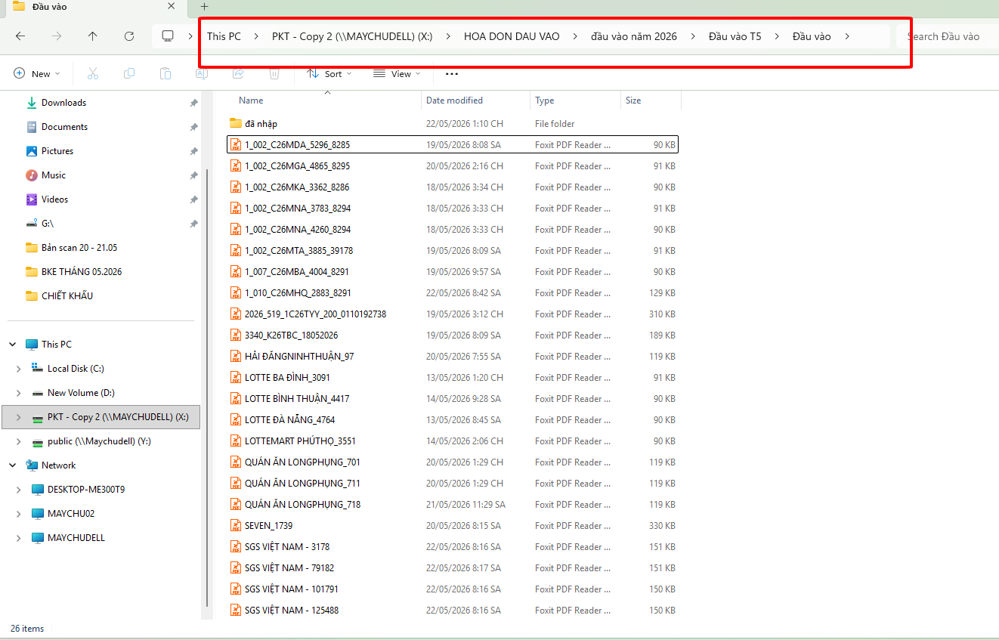 Đầu vào
This PC > PKT - Copy 2 (\\MAYCHUDELL) (X:) > HOA DON DAU VAO > đầu vào năm 2026 > Đầu vào T5 > Đầu vào >
Search Đầu vào
New
Sort
View
Downloads
Documents
Pictures
Music
Videos
G:\
Bản scan 20 - 21.05
BKE THÁNG 05.2026
CHIẾT KHẤU
This PC
Local Disk (C:)
New Volume (D:)
PKT - Copy 2 (\\MAYCHUDELL) (X:)
public (\\Maychudell) (Y:)
Network
DESKTOP-ME300T9
MAYCHU02
MAYCHUDELL
Name Date modified Type Size
đã nhập 22/05/2026 1:10 CH File folder
1_002_C26MDA_5296_8285 19/05/2026 8:08 SA Foxit PDF Reader ... 90 KB
1_002_C26MGA_4865_8295 20/05/2026 2:16 CH Foxit PDF Reader ... 91 KB
1_002_C26MKA_3362_8286 18/05/2026 3:34 CH Foxit PDF Reader ... 90 KB
1_002_C26MNA_3783_8294 18/05/2026 3:33 CH Foxit PDF Reader ... 91 KB
1_002_C26MNA_4260_8294 18/05/2026 3:33 CH Foxit PDF Reader ... 90 KB
1_002_C26MTA_3885_39178 19/05/2026 8:09 SA Foxit PDF Reader ... 91 KB
1_007_C26MBA_4004_8291 19/05/2026 9:57 SA Foxit PDF Reader ... 90 KB
1_010_C26MHQ_2883_8291 22/05/2026 8:42 SA Foxit PDF Reader ... 129 KB
2026_519_1C26TYY_200_0110192738 19/05/2026 3:12 CH Foxit PDF Reader ... 310 KB
3340_K26TBC_18052026 19/05/2026 8:09 SA Foxit PDF Reader ... 189 KB
HẢI ĐĂNGNINHTHUẬN_97 20/05/2026 7:55 SA Foxit PDF Reader ... 119 KB
LOTTE BA ĐÌNH_3091 13/05/2026 1:20 CH Foxit PDF Reader ... 91 KB
LOTTE BÌNH THUẬN_4417 14/05/2026 9:28 SA Foxit PDF Reader ... 90 KB
LOTTE ĐÀ NẴNG_4764 13/05/2026 8:45 SA Foxit PDF Reader ... 90 KB
LOTTEMART PHÚTHỌ_3551 14/05/2026 2:06 CH Foxit PDF Reader ... 90 KB
QUÁN ĂN LONGPHỤNG_701 20/05/2026 1:29 CH Foxit PDF Reader ... 119 KB
QUÁN ĂN LONGPHỤNG_711 20/05/2026 1:29 CH Foxit PDF Reader ... 119 KB
QUÁN ĂN LONGPHỤNG_718 21/05/2026 11:29 SA Foxit PDF Reader ... 119 KB
SEVEN_1739 20/05/2026 8:15 SA Foxit PDF Reader ... 330 KB
SGS VIỆT NAM - 3178 22/05/2026 8:16 SA Foxit PDF Reader ... 151 KB
SGS VIỆT NAM - 79182 22/05/2026 8:17 SA Foxit PDF Reader ... 151 KB
SGS VIỆT NAM - 101791 22/05/2026 8:16 SA Foxit PDF Reader ... 150 KB
SGS VIỆT NAM - 125488 22/05/2026 8:16 SA Foxit PDF Reader ... 150 KB
26 items